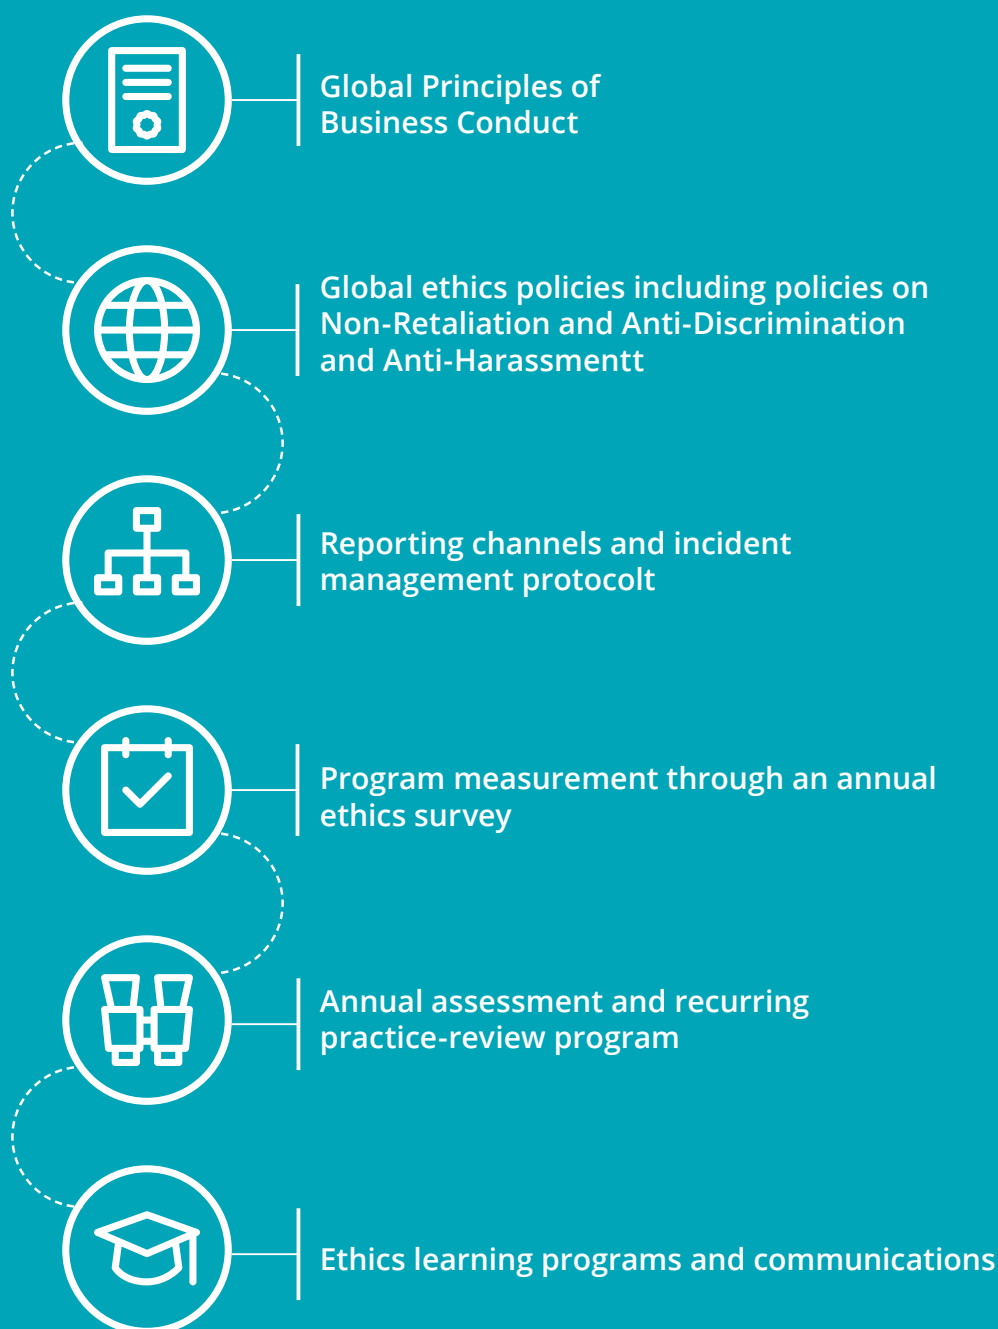 Global Principles of
Business Conduct
Global ethics policies including policies on
Non-Retaliation and Anti-Discrimination
and Anti-Harassmentt
Reporting channels and incident
management protocolt
Program measurement through an annual
ethics survey
Annual assessment and recurring
practice-review program
Ethics learning programs and communications